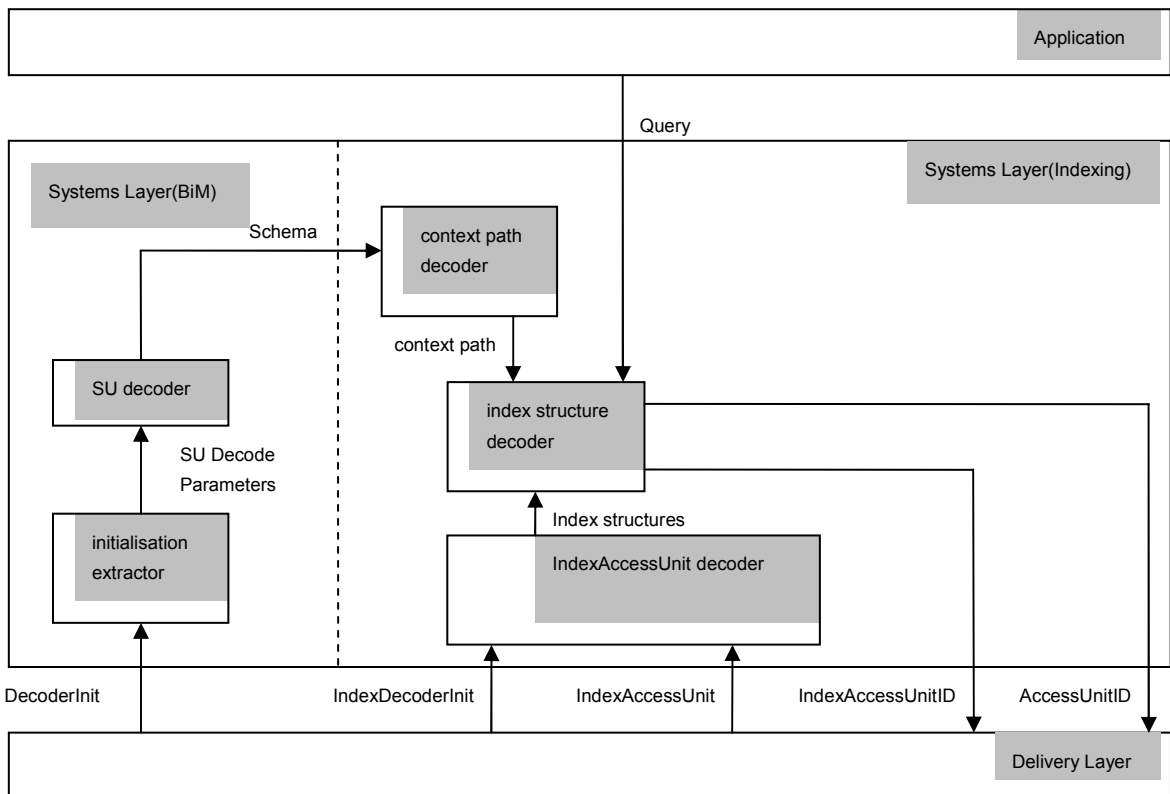 Application
Query
Systems Layer(BiM)
Systems Layer(Indexing)
Schema
context path
decoder
context path
SU decoder
index structure
decoder
SU Decode
Parameters
Index structures
initialisation
extractor
IndexAccessUnit decoder
DecoderInit
IndexDecoderInit
IndexAccessUnit
IndexAccessUnitID
AccessUnitID
Delivery Layer